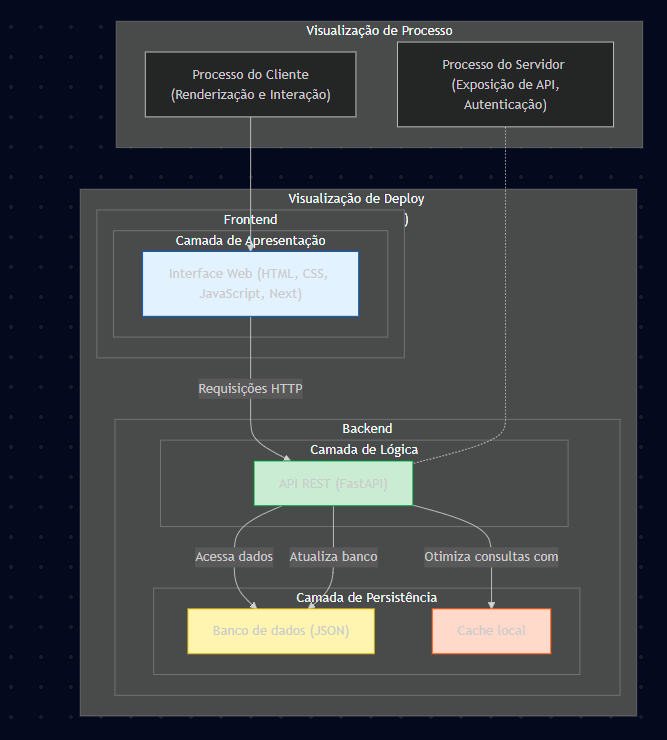 Visualização de Processo
Processo do Cliente
(Renderização e Interação)
Processo do Servidor
(Exposição de API,
Autenticação)
Visualização de Deploy
Frontend
)
Camada de Apresentação
Interface Web (HTML, CSS,
JavaScript, Next)
Requisições HTTP
Backend
Camada de Lógica
API REST (FastAPI)
Acessa dados
Atualiza banco
Otimiza consultas com
Camada de Persistência
Banco de dados (JSON)
Cache local